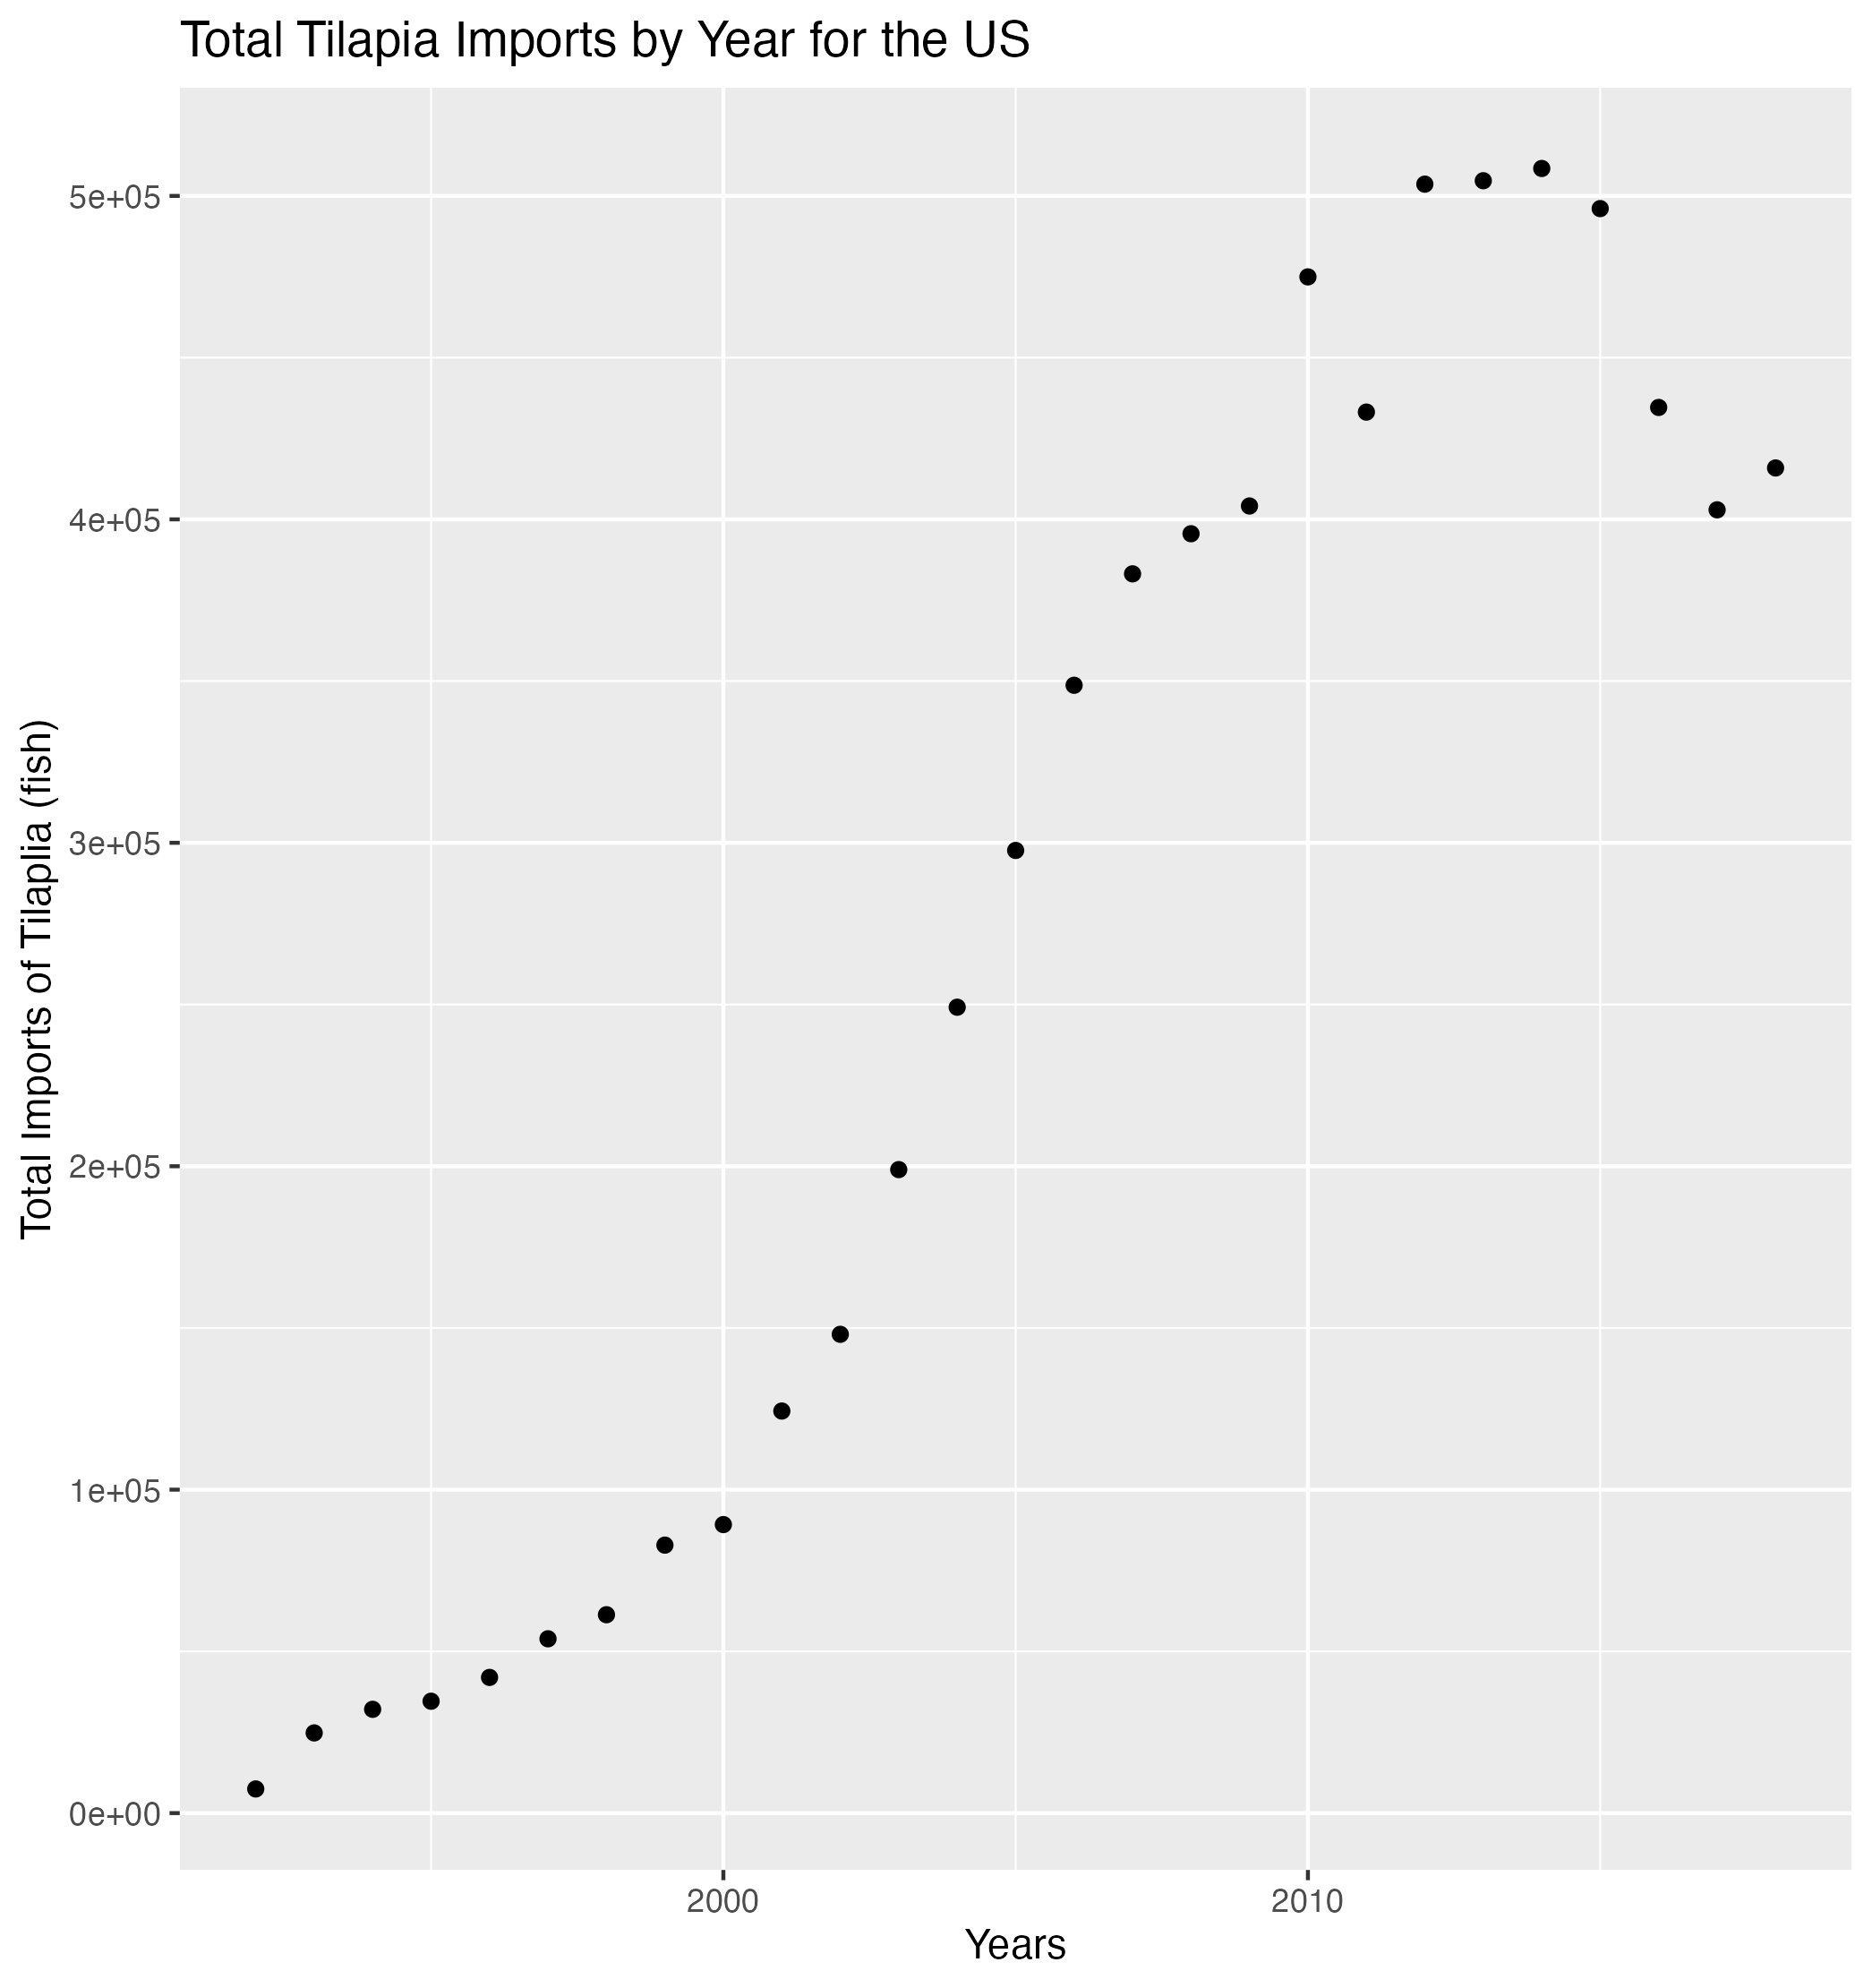 Total Tilapia Imports by Year for the US
Total Imports of Tilaplia (fish)
5e+05
4e+05
3e+05
2e+05
1e+05
0e+00
2000
2010
Years